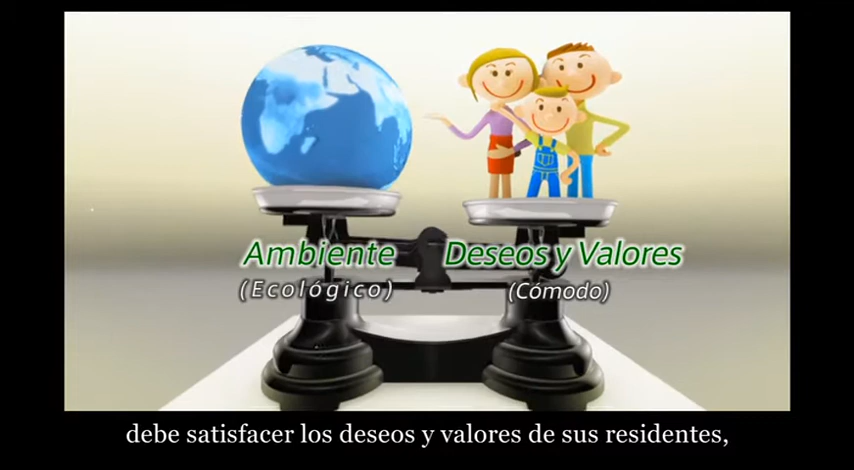 Ambiente Deseos y Valores
(Ecológico) (Cómodo)
debe satisfacer los deseos y valores de sus residentes,